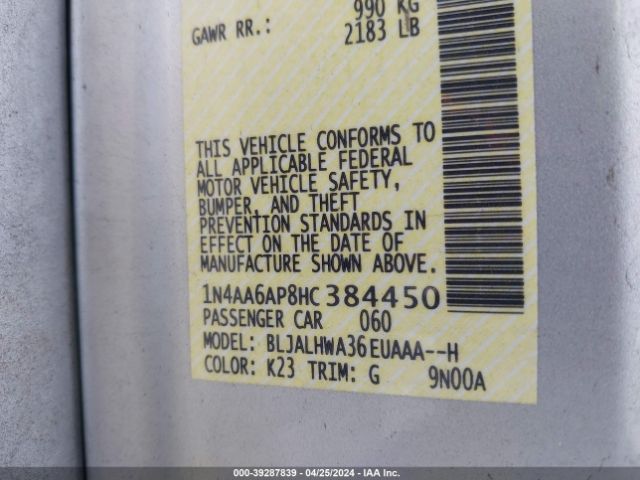 990 KG
GAWR RR.: 2183 LB
THIS VEHICLE CONFORMS TO
ALL APPLICABLE FEDERAL
MOTOR VEHICLE SAFETY,
BUMPER, AND THEFT
PREVENTION STANDARDS IN
EFFECT ON THE DATE OF
MANUFACTURE SHOWN ABOVE.
1N4AA6AP8HC384450
PASSENGER CAR 060
MODEL: BLJALHWA36EUAAA--H
COLOR: K23 TRIM: G 9N00A
000-39287839 - 04/25/2024 - IAA Inc.